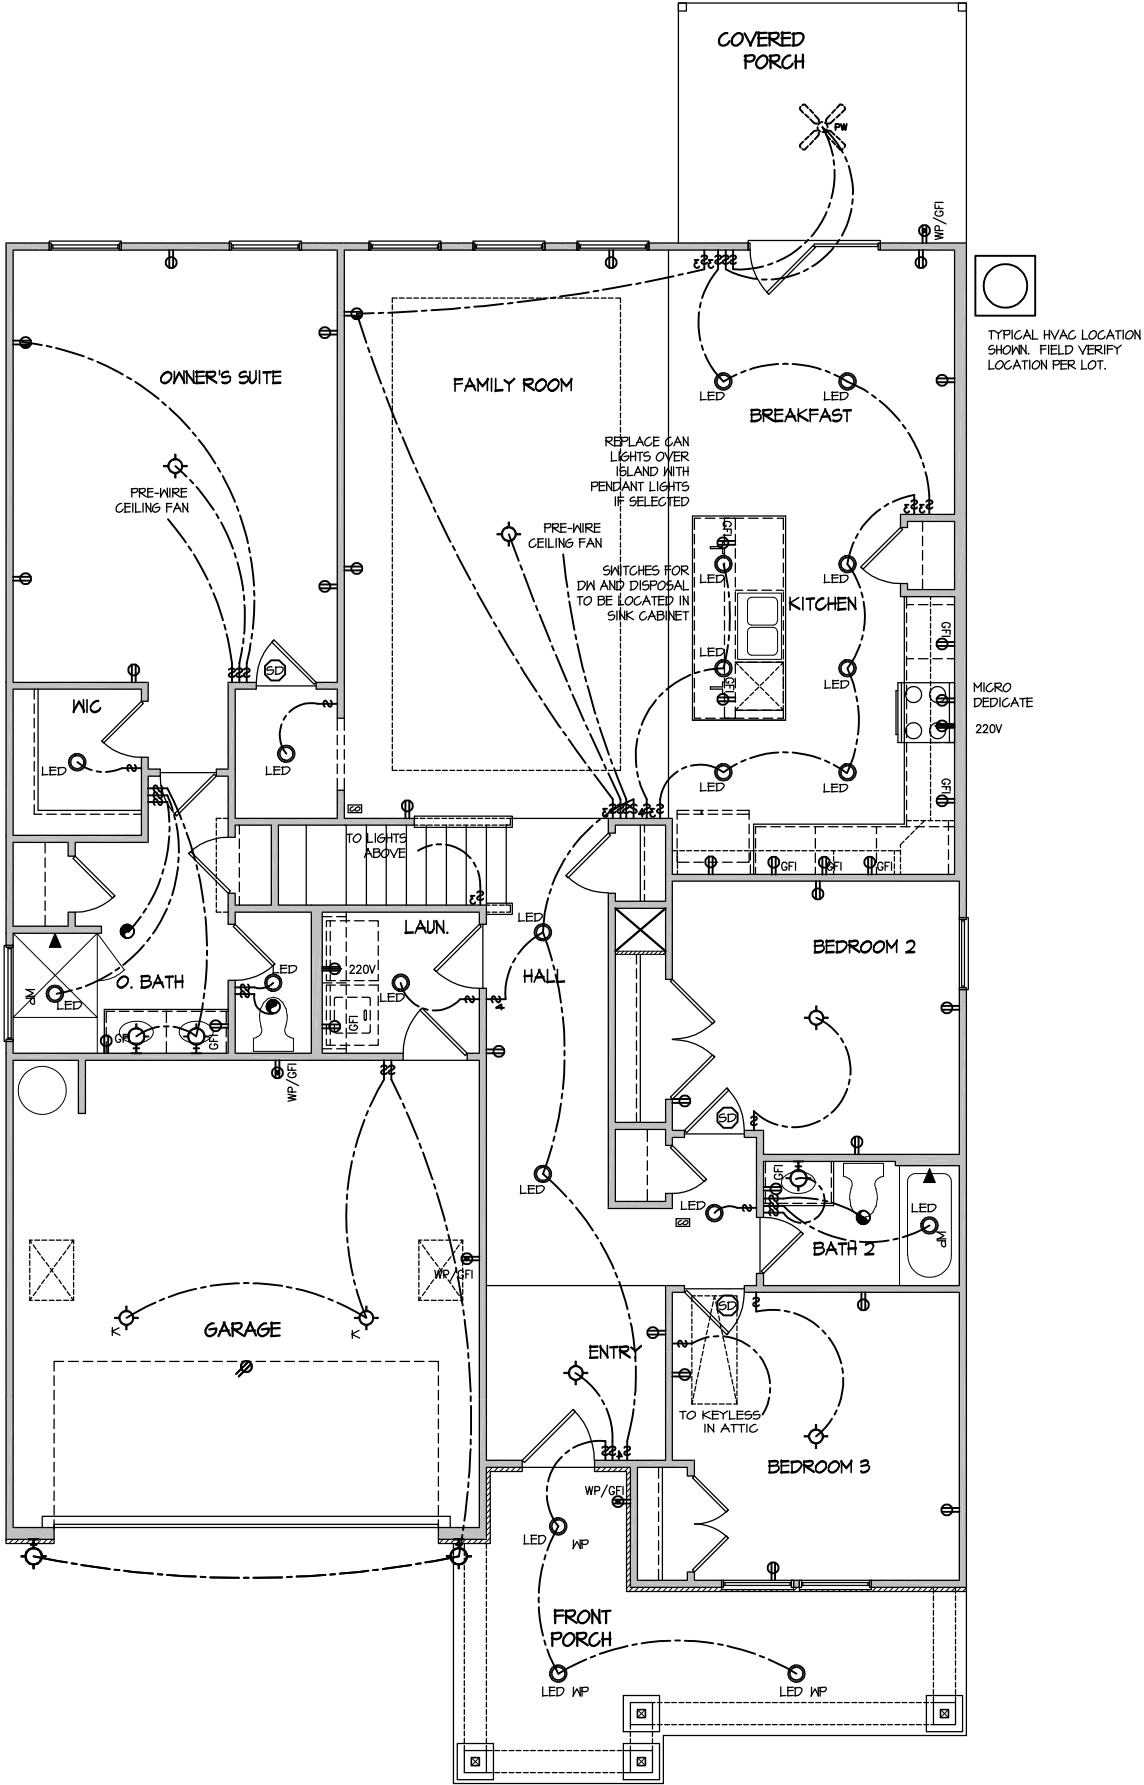 COVERED
PORCH
PW
WP/GFI
TYPICAL HVAC LOCATION
SHOWN. FIELD VERIFY
LOCATION PER LOT.
OWNER'S SUITE
FAMILY ROOM
LED
LED
BREAKFAST
REPLACE CAN
LIGHTS OVER
ISLAND WITH
PENDANT LIGHTS
IF SELECTED
PRE-WIRE
CEILING FAN
PRE-WIRE
CEILING FAN
GFI
LED
LED
SWITCHES FOR
DW AND DISPOSAL
TO BE LOCATED IN
SINK CABINET
KITCHEN
GFI
LED
LED
GFI
SD
MICRO
DEDICATE
220V
WIC
LED
LED
LED
LED
GFI
TO LIGHTS
ABOVE
GFI
GFI
GFI
LED
LAUN.
BEDROOM 2
LED
220V
HALL
O. BATH
MP
LED
LED
GFI
GFI
GFI
WP/GFI
SD
LED
GFI
LED
LED
MP
BATH 2
WP/GFI
K
GARAGE
K
SD
ENTRY
TO KEYLESS
IN ATTIC
BEDROOM 3
WP/GFI
LED
WP
FRONT
PORCH
LED WP
LED WP